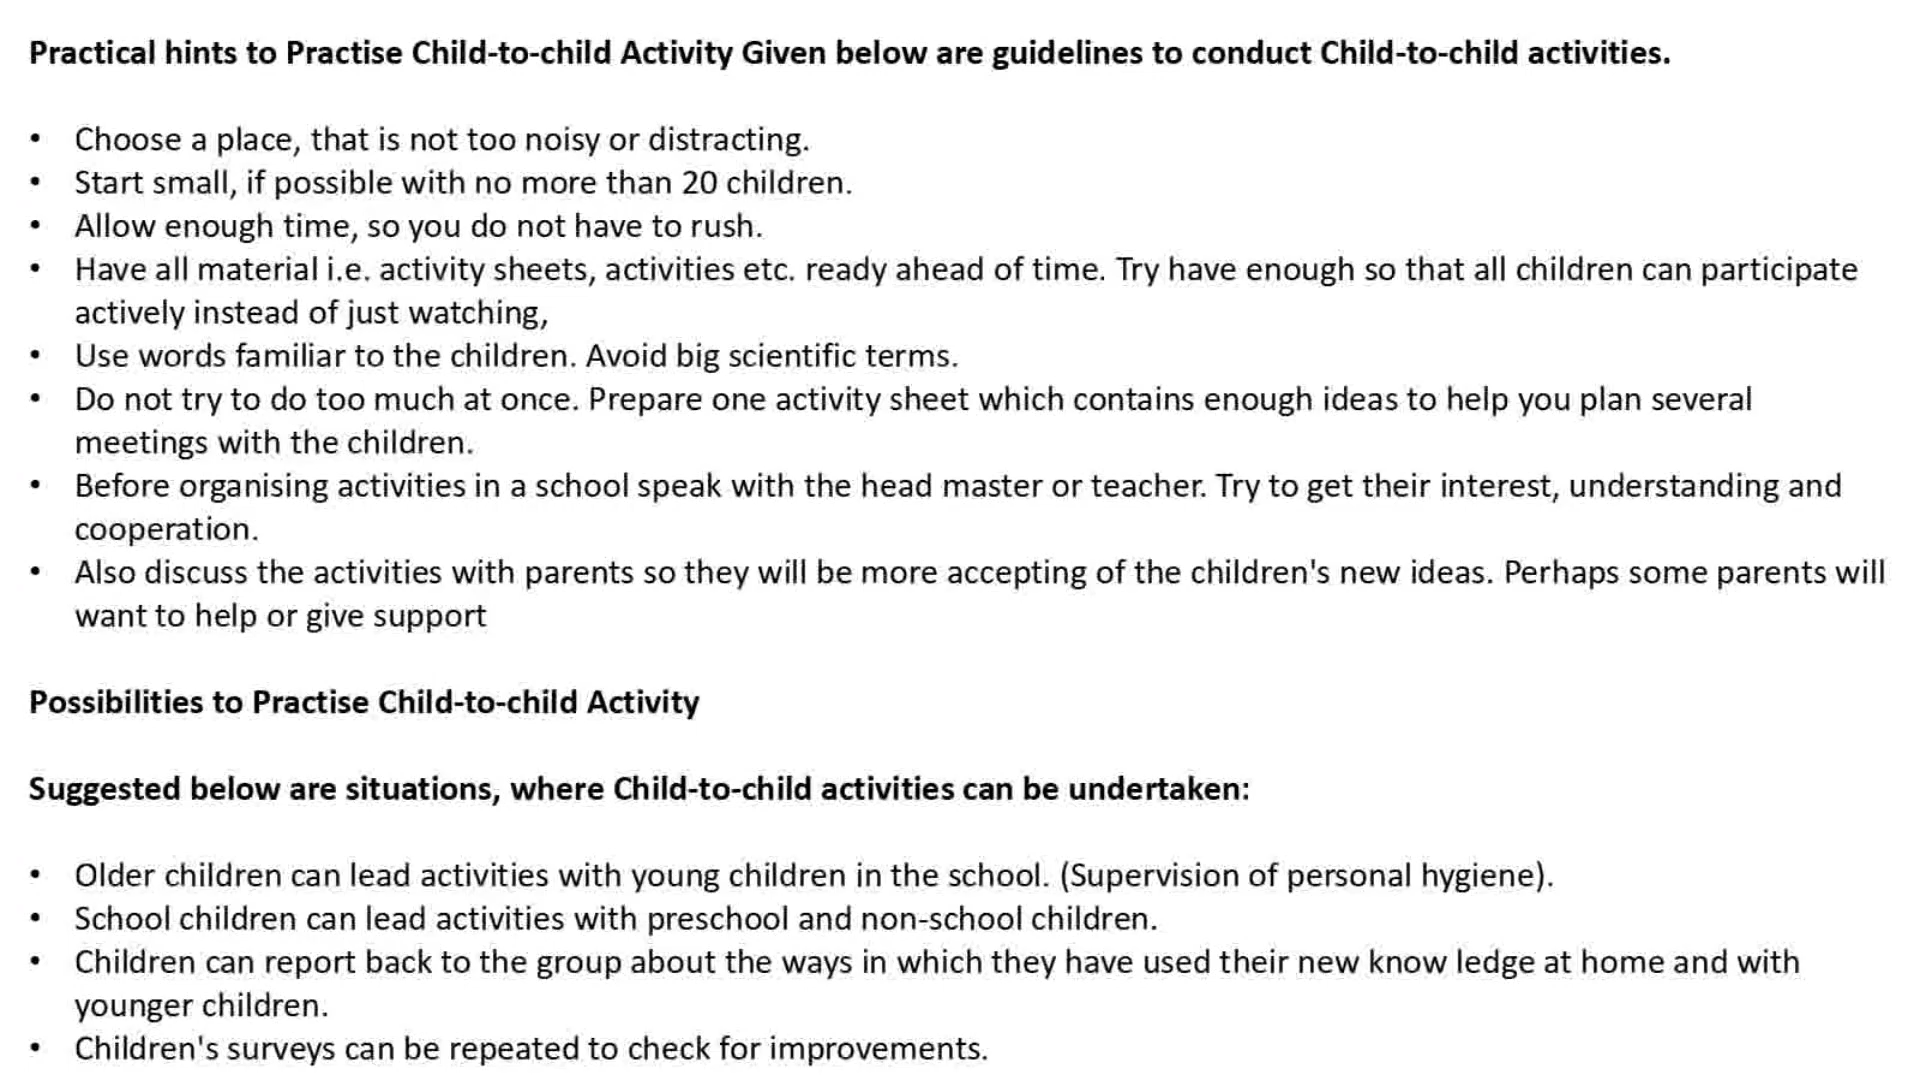 Practical hints to Practise Child-to-child Activity Given below are guidelines to conduct Child-to-child activities.
• Choose a place, that is not too noisy or distracting.
• Start small, if possible with no more than 20 children.
• Allow enough time, so you do not have to rush.
• Have all material i.e. activity sheets, activities etc. ready ahead of time. Try have enough so that all children can participate
actively instead of just watching,
• Use words familiar to the children. Avoid big scientific terms.
• Do not try to do too much at once. Prepare one activity sheet which contains enough ideas to help you plan several
meetings with the children.
• Before organising activities in a school speak with the head master or teacher. Try to get their interest, understanding and
cooperation.
• Also discuss the activities with parents so they will be more accepting of the children's new ideas. Perhaps some parents will
want to help or give support
Possibilities to Practise Child-to-child Activity
Suggested below are situations, where Child-to-child activities can be undertaken:
• Older children can lead activities with young children in the school. (Supervision of personal hygiene).
• School children can lead activities with preschool and non-school children.
• Children can report back to the group about the ways in which they have used their new know ledge at home and with
younger children.
• Children's surveys can be repeated to check for improvements.